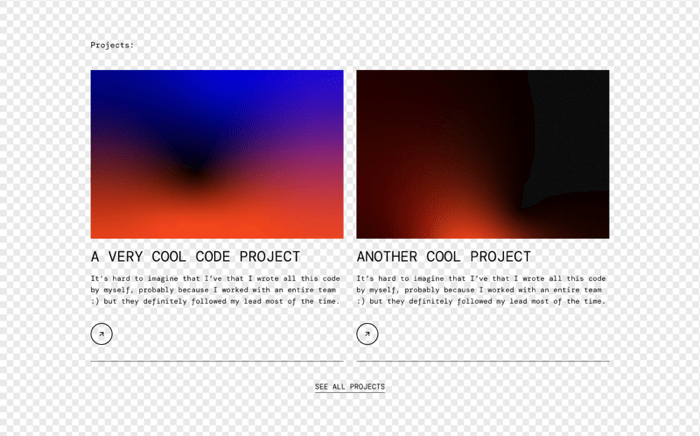 Projects:
A VERY COOL CODE PROJECT
It's hard to imagine that I've that I wrote all this code
by myself, probably because I worked with an entire team
:) but they definitely followed my lead most of the time.
ANOTHER COOL PROJECT
It's hard to imagine that I've that I wrote all this code
by myself, probably because I worked with an entire team
:) but they definitely followed my lead most of the time.
SEE ALL PROJECTS